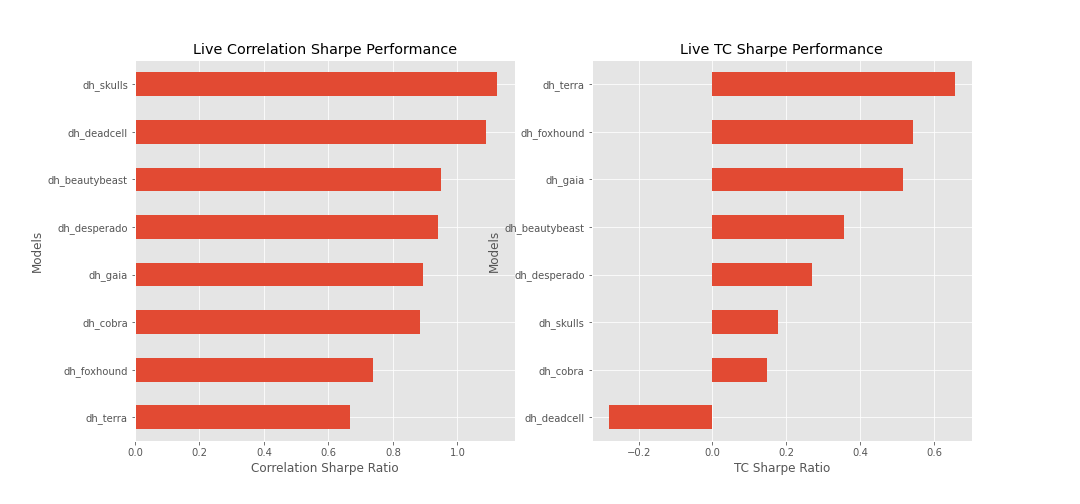 Live Correlation Sharpe Performance
dh_skulls
dh_deadcell
dh_beautybeast
dh_desperado
dh_gaia
dh_cobra
dh_foxhound
dh_terra
Models
0.0 0.2 0.4 0.6 0.8 1.0
Correlation Sharpe Ratio
Live TC Sharpe Performance
dh_terra
dh_foxhound
dh_gaia
dh_beautybeast
dh_desperado
dh_skulls
dh_cobra
dh_deadcell
Models
−0.2 0.0 0.2 0.4 0.6
TC Sharpe Ratio